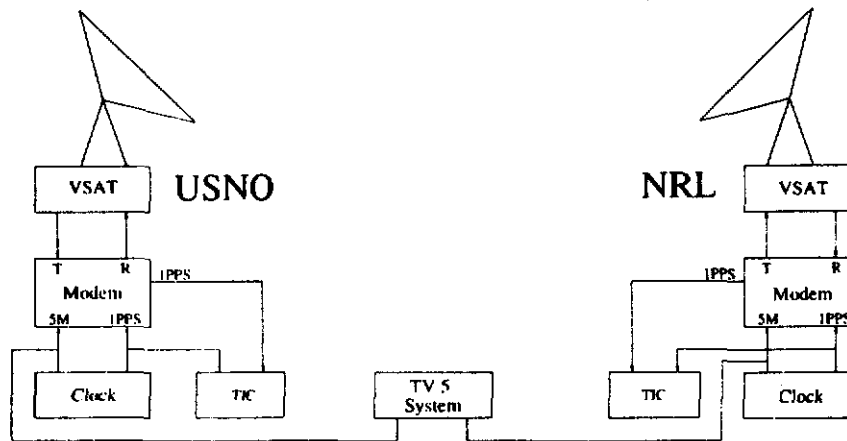 VSAT
USNO
NRL
VSAT
T R
1PPS
Modem
5M 1PPS
1PPS
T R
Modem
5M 1PPS
Clock
TIC
TV 5
System
TIC
Clock